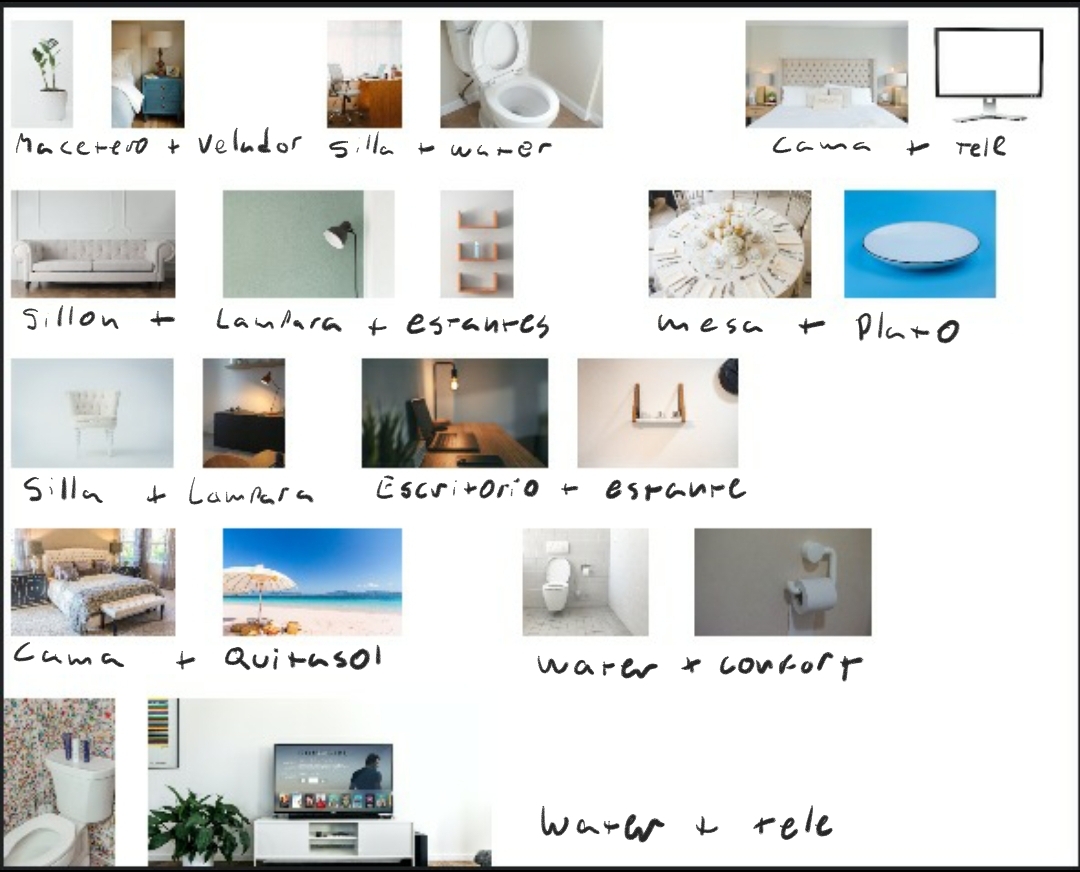 Macetero + velador silla + water cama + tele
sillon + Lampara + estantes mesa + Plato
Silla + Lampara Escritorio + estante
Cama + Quitasol water + confort
water + tele